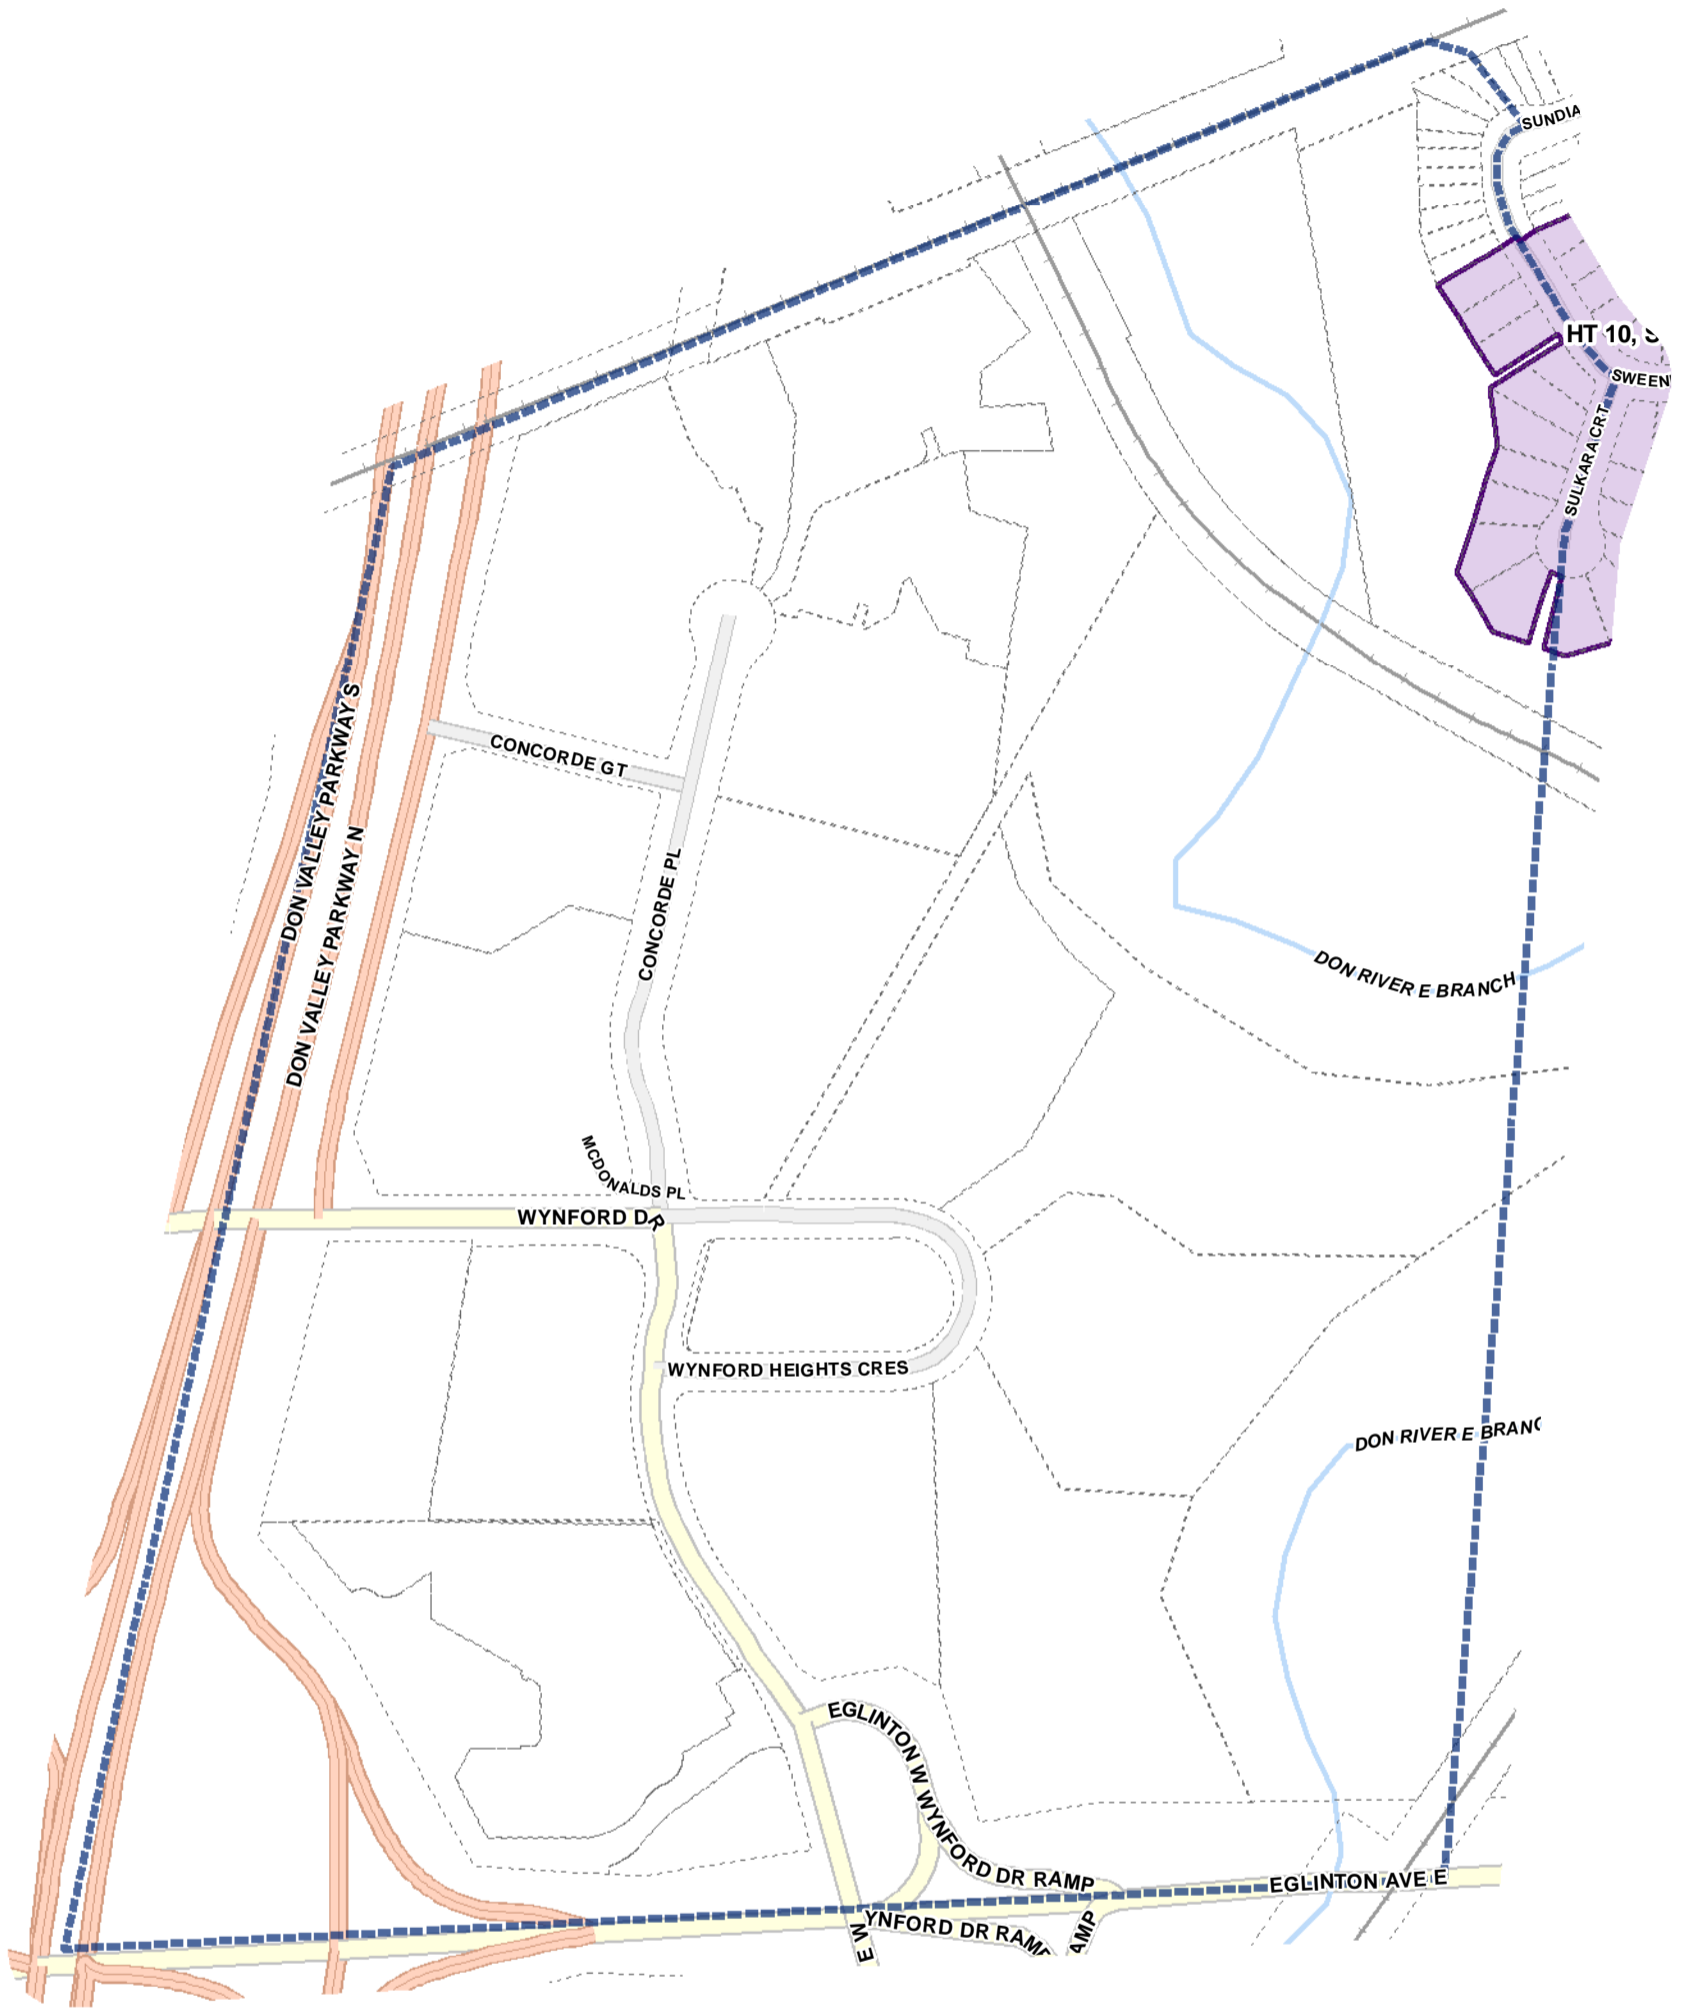 SUNDIA
HT 10, S
SWEEN
SULKARA CRT
DON VALLEY PARKWAY S
CONCORDE GT
DON VALLEY PARKWAY N
CONCORDE PL
DON RIVER E BRANCH
MCDONALDS PL
WYNFORD DR
WYNFORD HEIGHTS CRES
DON RIVER E BRANC
EGLINTON W WYNFORD DR RAMP
EGLINTON AVE E
YNFORD DR RAMP
AMP
W E